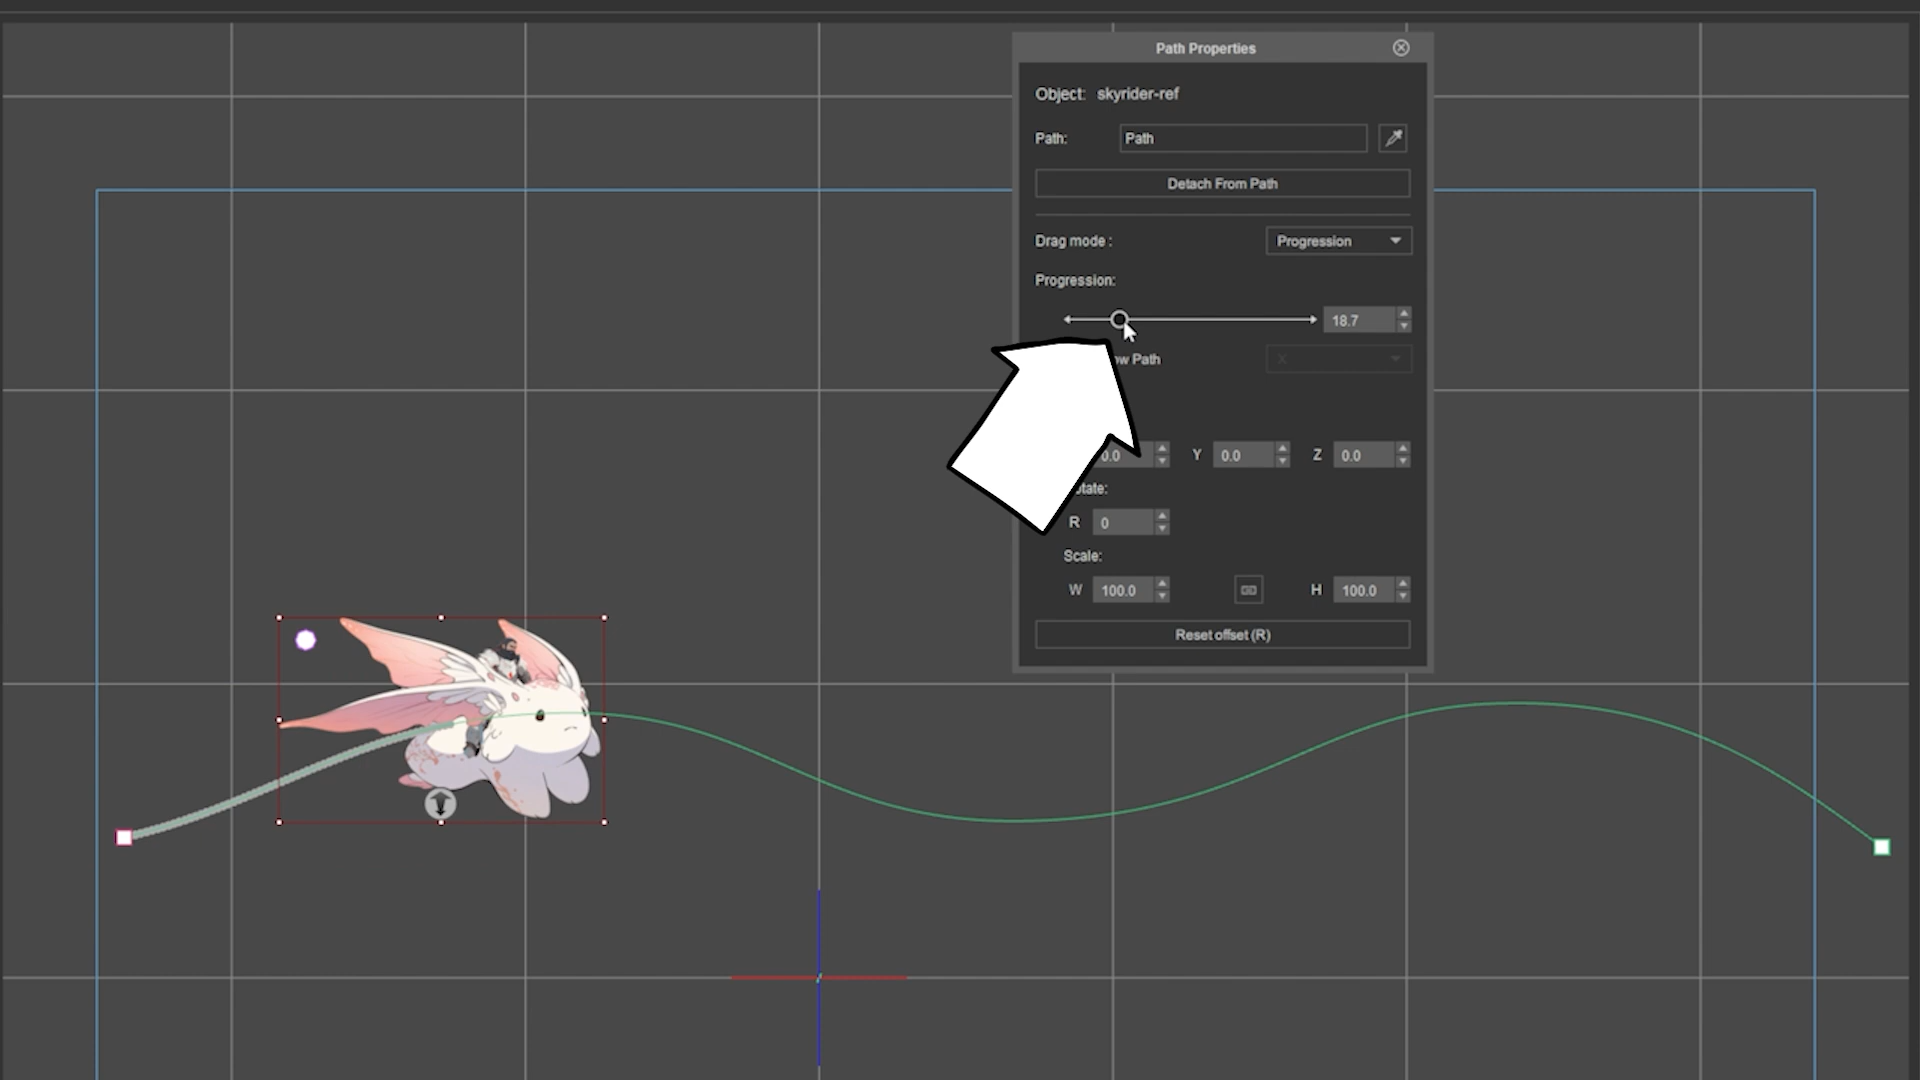 Path Properties
Object: skyrider-ref
Path: Path
Detach From Path
Drag mode : Progression
Progression:
18.7
Path X
0.0 Y 0.0 Z 0.0
R 0
Scale:
W 100.0 H 100.0
Reset offset (R)